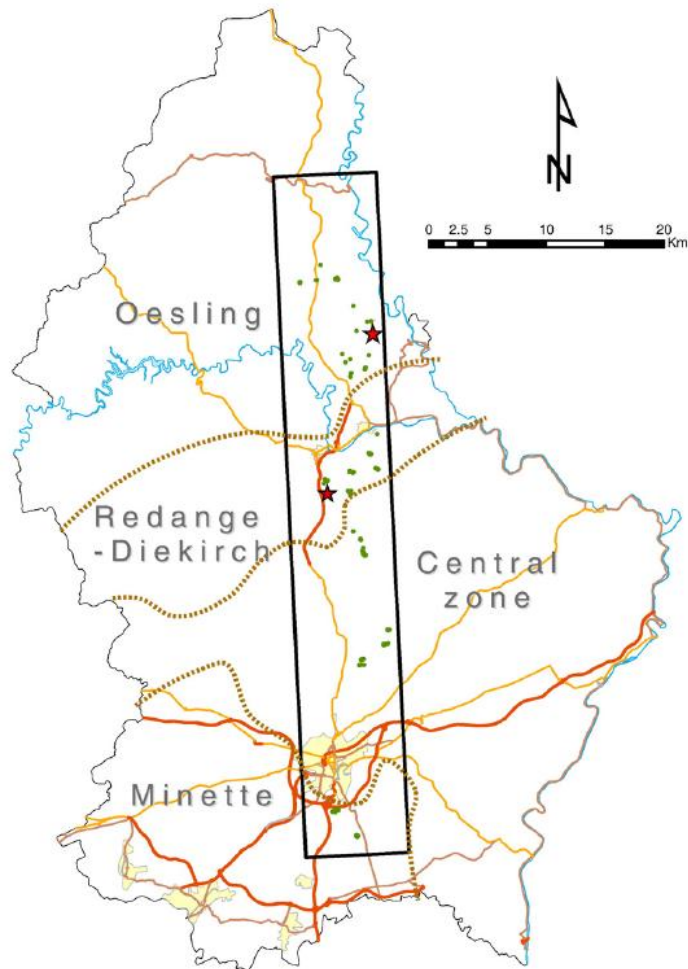 N
0 2.5 5 10 15 20
Km
Oesling
Redange
-Diekirch
Central
zone
Minette